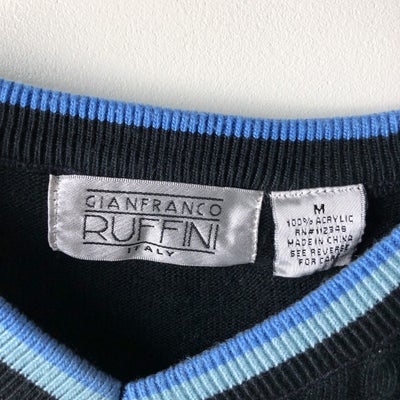 GIANFRANCO
RUFFINI
ITALY
M
100% ACRYLIC
RN#112346
MADE IN CHINA
SEE REVERSE
FOR CARE